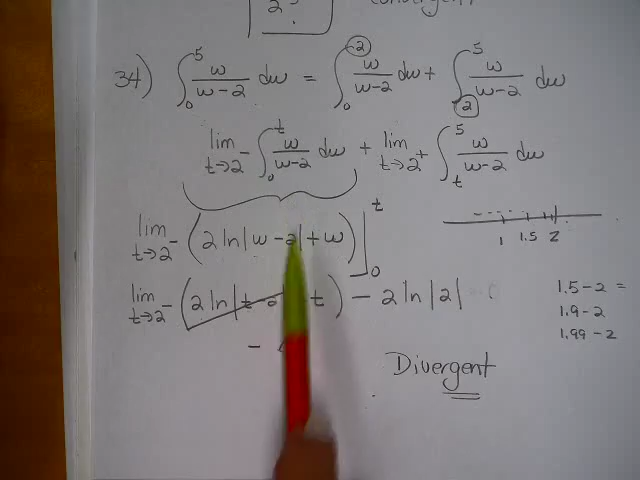 2
34) ∫₀⁵ w/(w-2) dw = ∫₀² w/(w-2) dw + ∫₂⁵ w/(w-2) dw
lim t→2⁻ ∫₀ᵗ w/(w-2) dw + lim t→2⁺ ∫ₜ⁵ w/(w-2) dw
lim t→2⁻ (2 ln|w-2| + w)|₀ᵗ
1 1.5 2
lim t→2⁻ (2 ln|t-2| t) - 2 ln|2|
1.5-2 =
1.9-2
1.99-2
-
Divergent